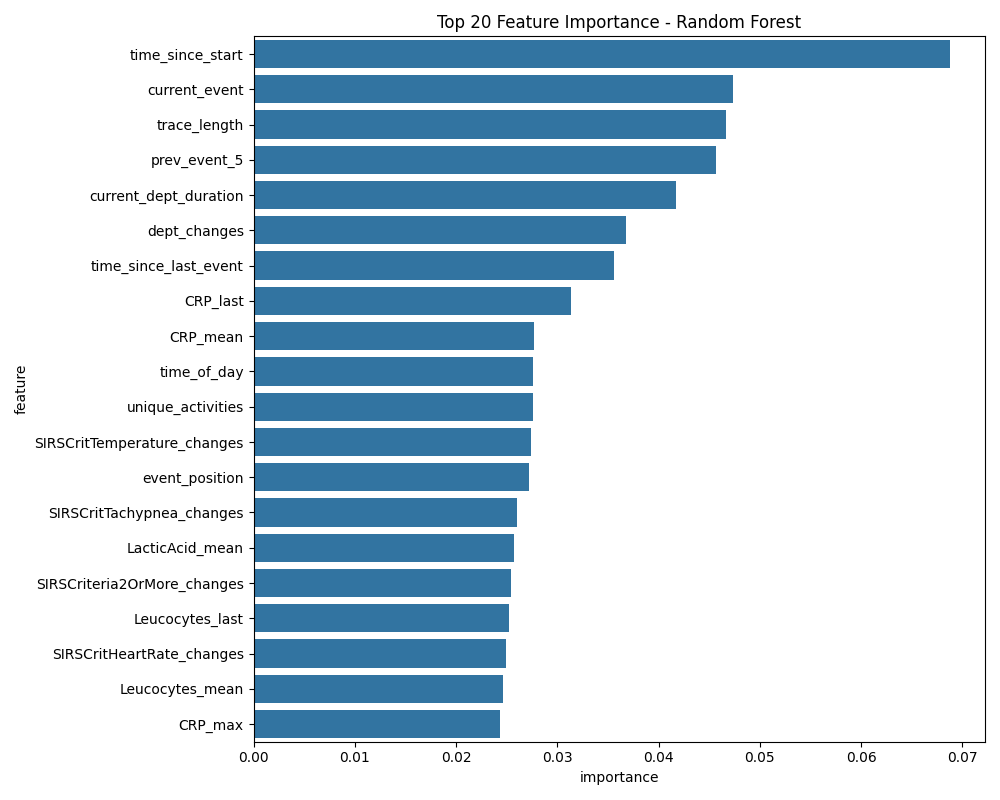 Top 20 Feature Importance - Random Forest
time_since_start
current_event
trace_length
prev_event_5
current_dept_duration
dept_changes
time_since_last_event
CRP_last
CRP_mean
time_of_day
unique_activities
SIRSCritTemperature_changes
event_position
SIRSCritTachypnea_changes
LacticAcid_mean
SIRSCriteria2OrMore_changes
Leucocytes_last
SIRSCritHeartRate_changes
Leucocytes_mean
CRP_max
feature
0.00 0.01 0.02 0.03 0.04 0.05 0.06 0.07
importance